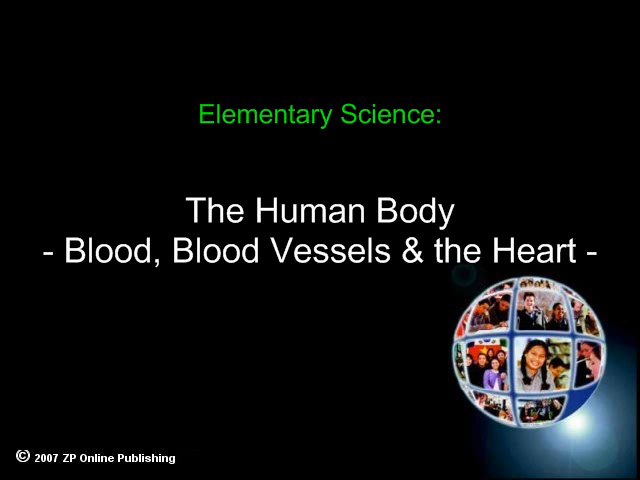 Elementary Science:
The Human Body
- Blood, Blood Vessels & the Heart -
© 2007 ZP Online Publishing